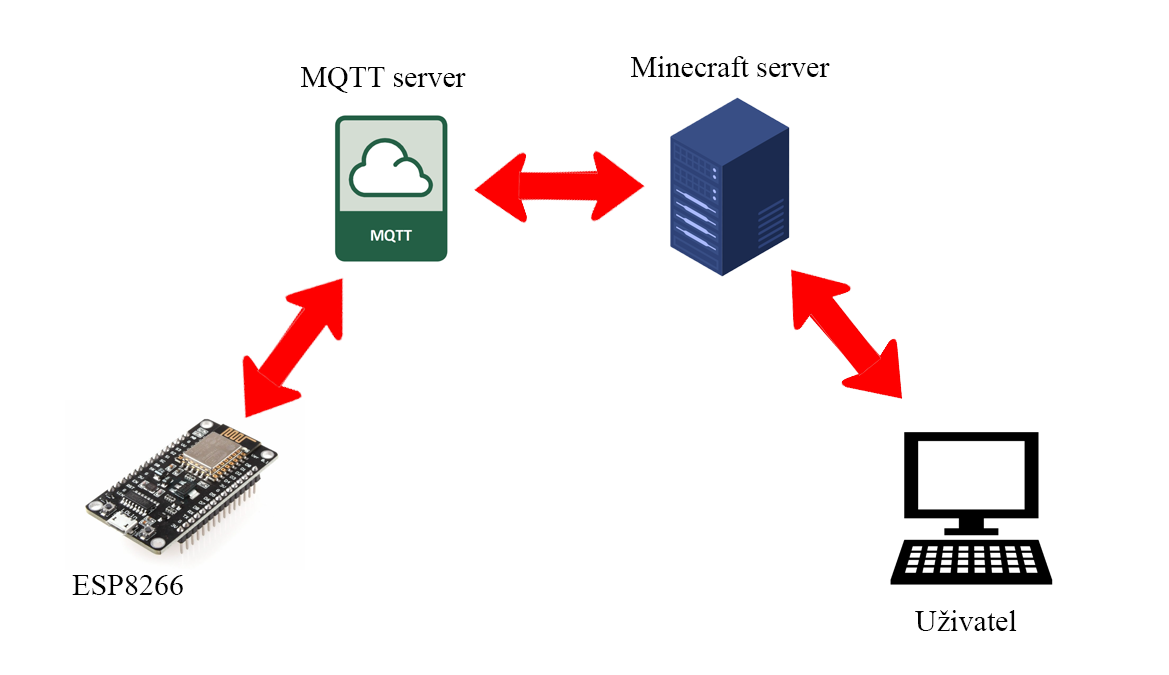 MQTT server
Minecraft server
MQTT
ESP8266
Uživatel